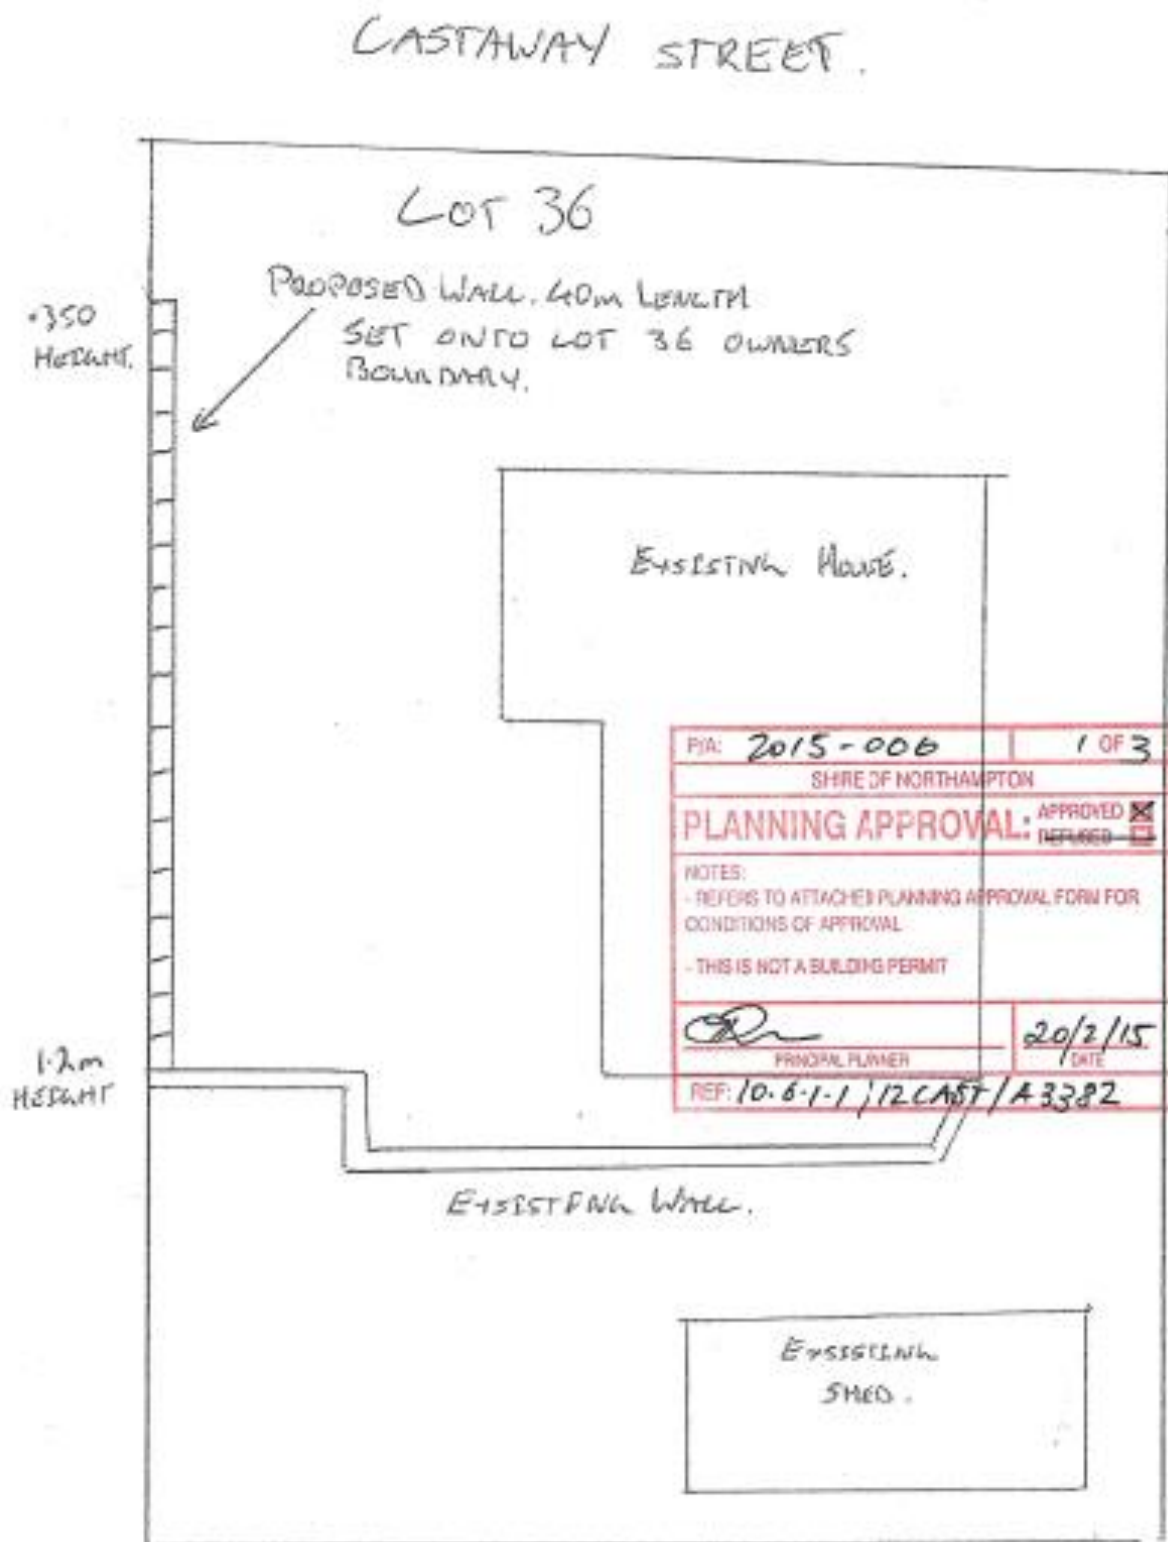 CASTAWAY STREET.
LOT 36
PROPOSED WALL. 40m LENGTH
SET ONTO LOT 36 OWNERS
BOUNDARY.
.350
HEIGHT.
EXSISTING HOUSE.
P/A: 2015-006 1 OF 3
SHIRE OF NORTHAMPTON
PLANNING APPROVAL: APPROVED
REFUSED
NOTES:
- REFERS TO ATTACHED PLANNING APPROVAL FORM FOR
CONDITIONS OF APPROVAL
- THIS IS NOT A BUILDING PERMIT
PRINCIPAL PLANNER
20/2/15
DATE
REF: 10.6.1.1 / 12CAST / A3382
1.2m
HEIGHT
EXSISTING WALL.
EXSISTING
SHED.